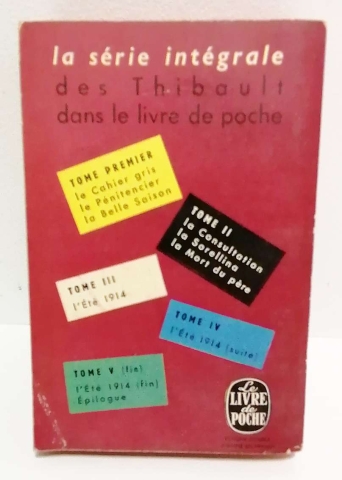 la série intégrale
des Thibault
dans le livre de poche
TOME PREMIER
le Cahier gris
le Pénitencier
la Belle Saison
TOME II
la Consultation
la Sorellina
la Mort du père
TOME III
l'Été 1914
TOME IV
l'Été 1914 (suite)
TOME V (fin)
l'Été 1914 (fin)
Épilogue
Le
LIVRE
de
POCHE